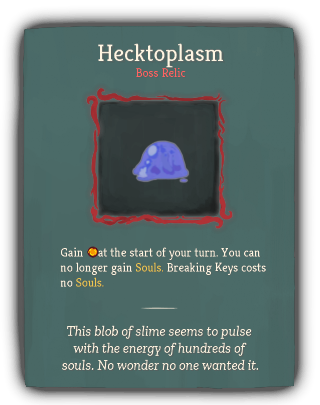 Hecktoplasm
Boss Relic
Gain at the start of your turn. You can
no longer gain Souls. Breaking Keys costs
no Souls.
This blob of slime seems to pulse
with the energy of hundreds of
souls. No wonder no one wanted it.